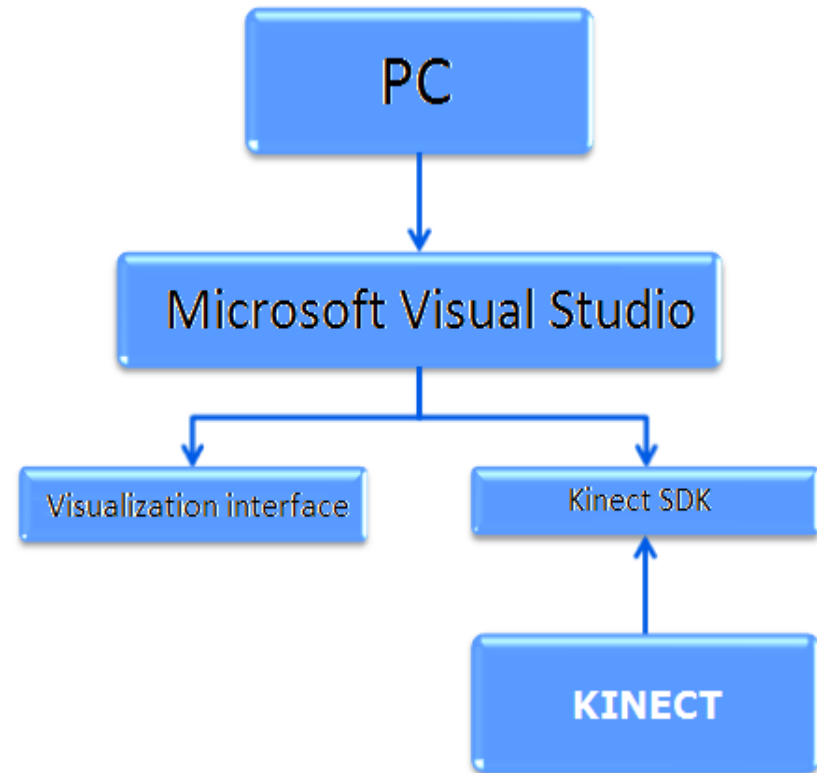 PC
Microsoft Visual Studio
Visualization interface
Kinect SDK
KINECT